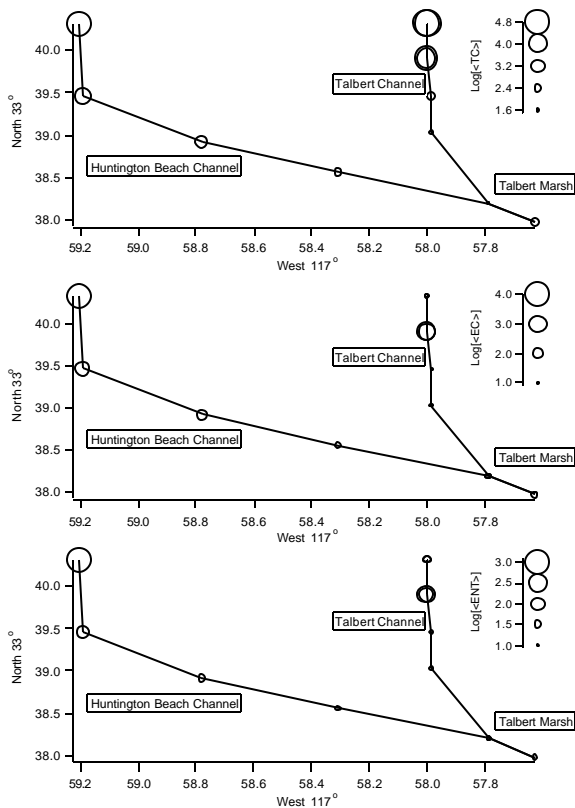 4.8
4.0
3.2
2.4
1.6
Log[<TC>]
40.0
39.5
39.0
38.5
38.0
North 33°
Talbert Channel
Huntington Beach Channel
Talbert Marsh
59.2 59.0 58.8 58.6 58.4 58.2 58.0 57.8
West 117°
4.0
3.0
2.0
1.0
Log[<EC>]
40.0
39.5
39.0
38.5
38.0
North 33°
Talbert Channel
Huntington Beach Channel
Talbert Marsh
59.2 59.0 58.8 58.6 58.4 58.2 58.0 57.8
West 117°
3.0
2.5
2.0
1.5
1.0
Log[<ENT>]
40.0
39.5
39.0
38.5
38.0
North 33°
Talbert Channel
Huntington Beach Channel
Talbert Marsh
59.2 59.0 58.8 58.6 58.4 58.2 58.0 57.8
West 117°